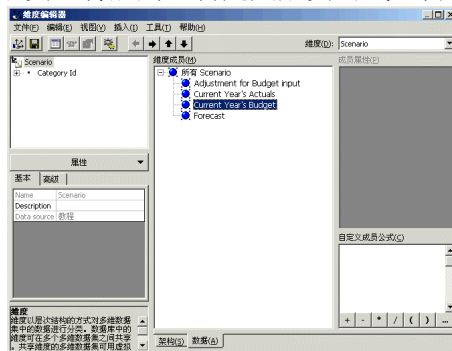 维度编辑器
文件(F) 编辑(E) 视图(V) 插入(I) 工具(T) 帮助(H)
维度(D): Scenario
Scenario
Category Id
维度成员(M)
所有 Scenario
Adjustment for Budget input
Current Year's Actuals
Current Year's Budget
Forecast
成员属性(P)
属性
基本 高级
Name Scenario
Description
Data source 教程
自定义成员公式(C)
+ - * / ( ) ...
维度
维度以层次结构的方式对多维数据
集中的数据进行分类。数据库中的
维度可在多个多维数据集之间共享
。共享维度的多维数据集可用虚拟
架构(S) 数据(A)